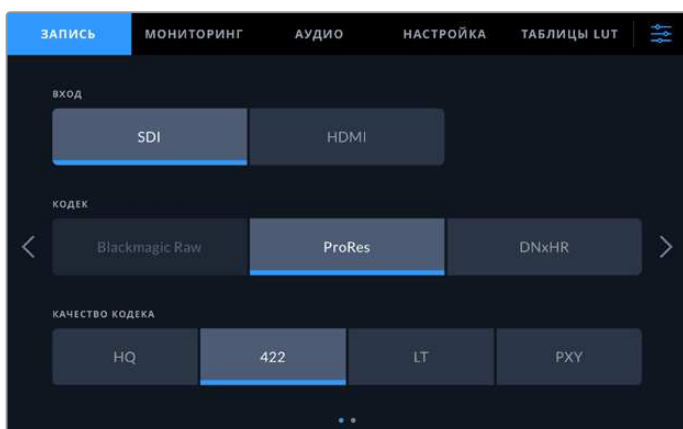 ЗАПИСЬ МОНИТОРИНГ АУДИО НАСТРОЙКА ТАБЛИЦЫ LUT
ВХОД
SDI HDMI
КОДЕК
Blackmagic Raw ProRes DNxHR
КАЧЕСТВО КОДЕКА
HQ 422 LT PXY